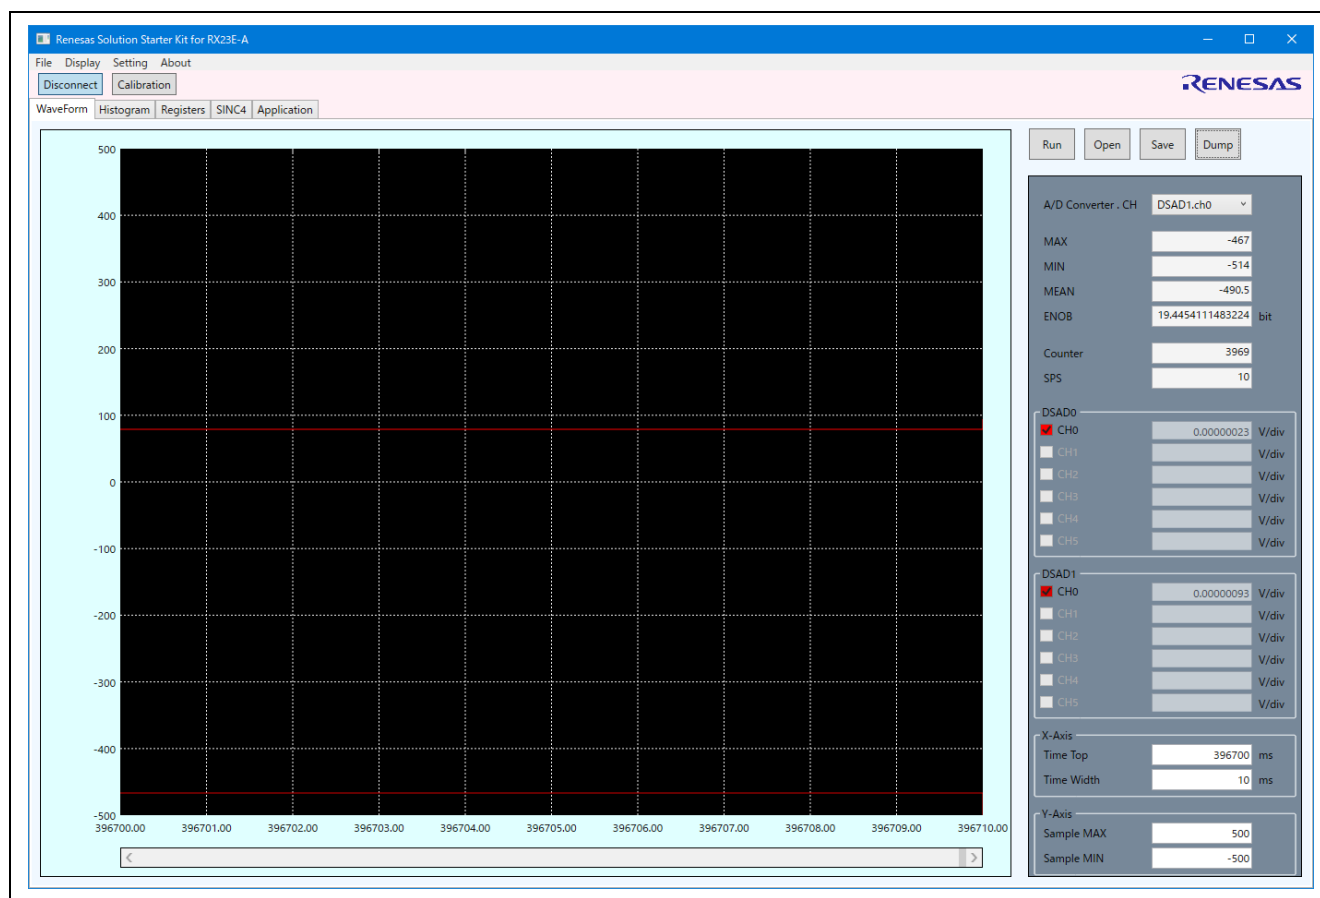 Renesas Solution Starter Kit for RX23E-A
File Display Setting About
Disconnect Calibration
RENESAS
WaveForm Histogram Registers SINC4 Application
500
400
300
200
100
0
-100
-200
-300
-400
-500
396700.00 396701.00 396702.00 396703.00 396704.00 396705.00 396706.00 396707.00 396708.00 396709.00 396710.00
Run Open Save Dump
A/D Converter . CH DSAD1.ch0
MAX -467
MIN -514
MEAN -490.5
ENOB 19.4454111483224 bit
Counter 3969
SPS 10
DSAD0
CH0 0.00000023 V/div
CH1 V/div
CH2 V/div
CH3 V/div
CH4 V/div
CH5 V/div
DSAD1
CH0 0.00000093 V/div
CH1 V/div
CH2 V/div
CH3 V/div
CH4 V/div
CH5 V/div
X-Axis
Time Top 396700 ms
Time Width 10 ms
Y-Axis
Sample MAX 500
Sample MIN -500